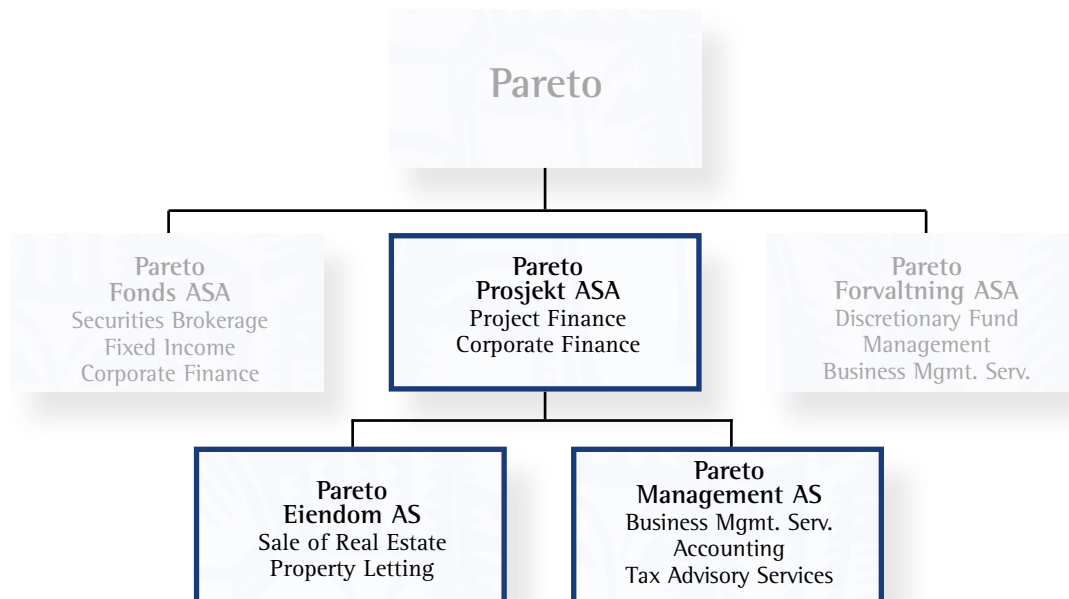 Pareto
Pareto
Fonds ASA
Securities Brokerage
Fixed Income
Corporate Finance
Pareto
Prosjekt ASA
Project Finance
Corporate Finance
Pareto
Forvaltning ASA
Discretionary Fund
Management
Business Mgmt. Serv.
Pareto
Eiendom AS
Sale of Real Estate
Property Letting
Pareto
Management AS
Business Mgmt. Serv.
Accounting
Tax Advisory Services